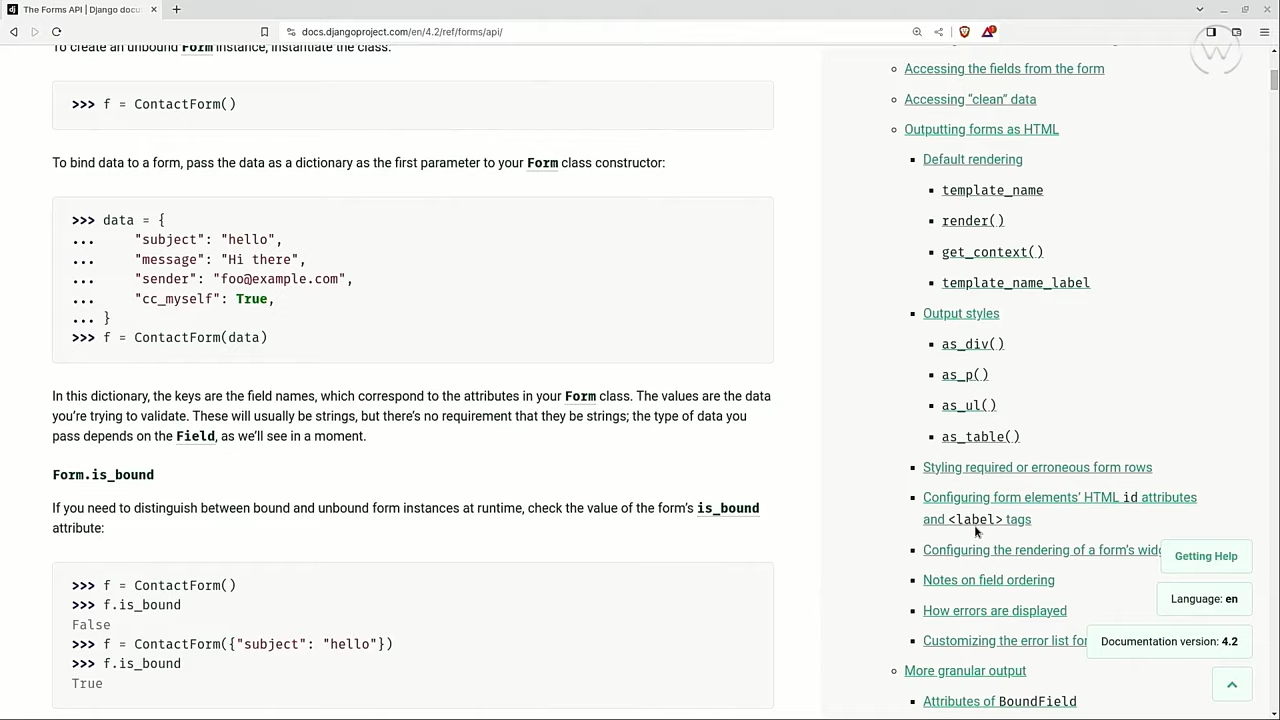 The Forms API | Django docu
docs.djangoproject.com/en/4.2/ref/forms/api/
To create an unbound Form instance, instantiate the class:
>>> f = ContactForm()
To bind data to a form, pass the data as a dictionary as the first parameter to your Form class constructor:
>>> data = {
...     "subject": "hello",
...     "message": "Hi there",
...     "sender": "foo@example.com",
...     "cc_myself": True,
... }
>>> f = ContactForm(data)
In this dictionary, the keys are the field names, which correspond to the attributes in your Form class. The values are the data
you're trying to validate. These will usually be strings, but there's no requirement that they be strings; the type of data you
pass depends on the Field, as we'll see in a moment.
Form.is_bound
If you need to distinguish between bound and unbound form instances at runtime, check the value of the form's is_bound
attribute:
>>> f = ContactForm()
>>> f.is_bound
False
>>> f = ContactForm({"subject": "hello"})
>>> f.is_bound
True
Accessing the fields from the form
Accessing "clean" data
Outputting forms as HTML
Default rendering
template_name
render()
get_context()
template_name_label
Output styles
as_div()
as_p()
as_ul()
as_table()
Styling required or erroneous form rows
Configuring form elements' HTML id attributes
and <label> tags
Configuring the rendering of a form's
Notes on field ordering
How errors are displayed
Customizing the error list
More granular output
Attributes of BoundField
Getting Help
Language: en
Documentation version: 4.2
W